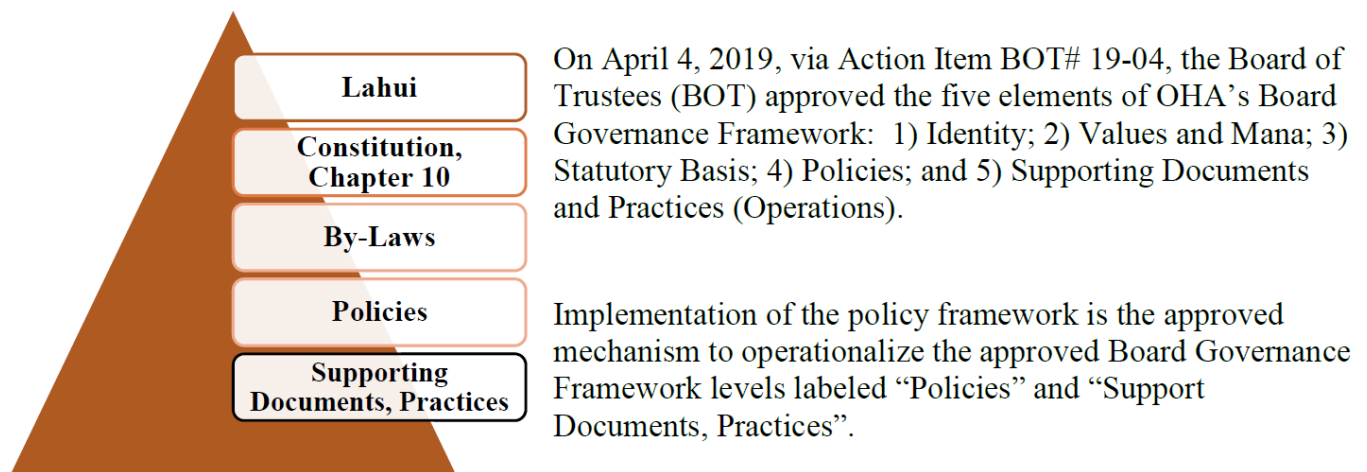 Lahui
Constitution,
Chapter 10
By-Laws
Policies
Supporting
Documents, Practices
On April 4, 2019, via Action Item BOT# 19-04, the Board of
Trustees (BOT) approved the five elements of OHA’s Board
Governance Framework:  1) Identity; 2) Values and Mana; 3)
Statutory Basis; 4) Policies; and 5) Supporting Documents
and Practices (Operations).
Implementation of the policy framework is the approved
mechanism to operationalize the approved Board Governance
Framework levels labeled “Policies” and “Support
Documents, Practices”.